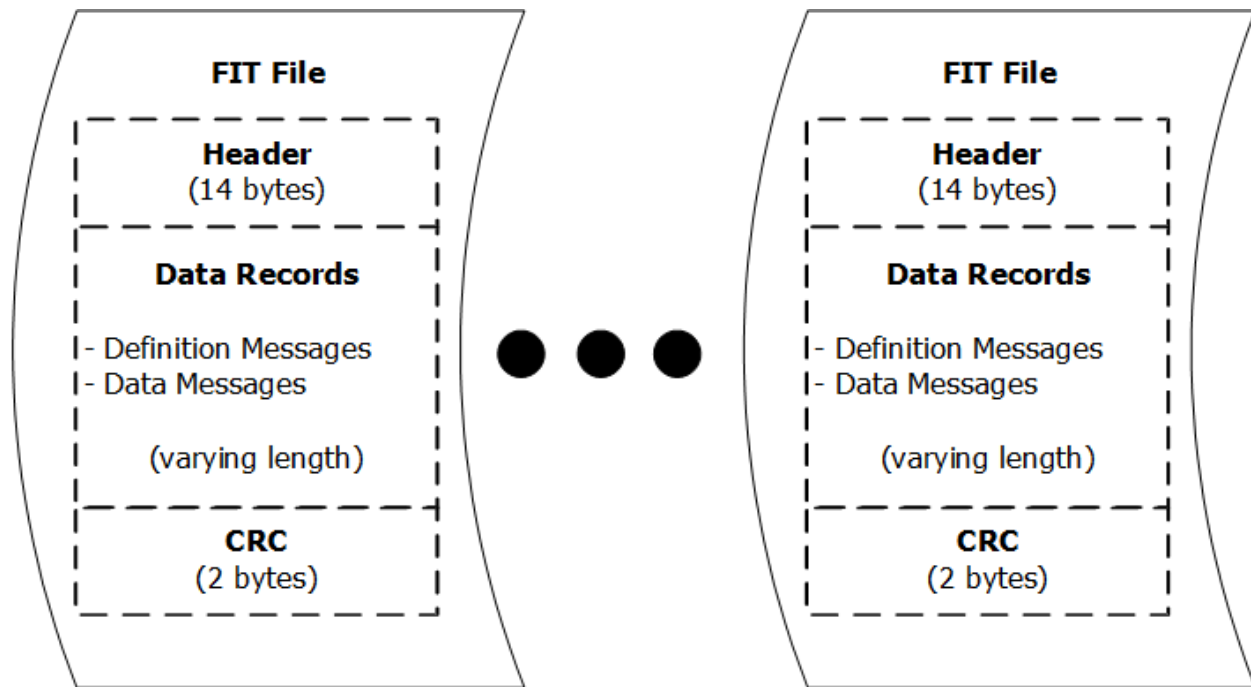 FIT File
Header
(14 bytes)
Data Records
- Definition Messages
- Data Messages
(varying length)
CRC
(2 bytes)
FIT File
Header
(14 bytes)
Data Records
- Definition Messages
- Data Messages
(varying length)
CRC
(2 bytes)